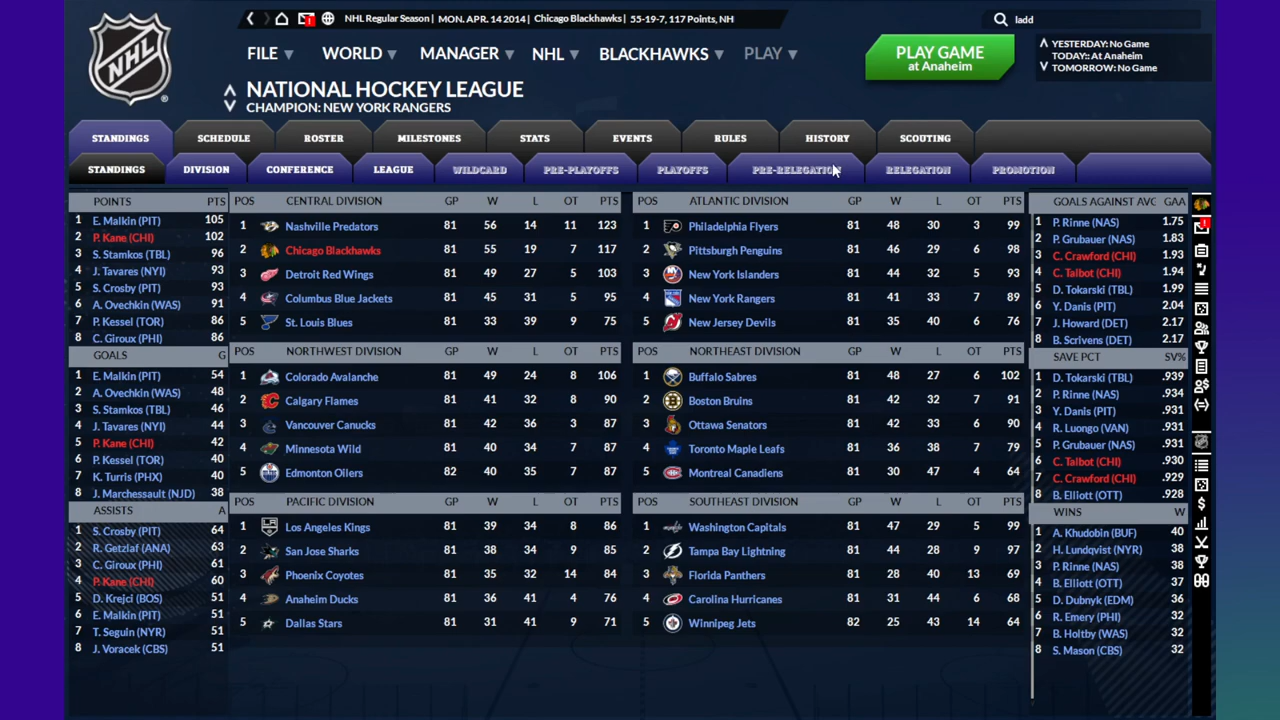 NHL Regular Season | MON. APR. 14 2014 | Chicago Blackhawks | 55-19-7, 117 Points, NH
ladd
NHL
FILE WORLD MANAGER NHL BLACKHAWKS PLAY
PLAY GAME
at Anaheim
YESTERDAY: No Game
TODAY:: At Anaheim
TOMORROW: No Game
NATIONAL HOCKEY LEAGUE
CHAMPION: NEW YORK RANGERS
STANDINGS SCHEDULE ROSTER MILESTONES STATS EVENTS RULES HISTORY SCOUTING
STANDINGS DIVISION CONFERENCE LEAGUE WILDCARD PRE-PLAYOFFS PLAYOFFS PRE-RELEGATION RELEGATION PROMOTION
POINTS PTS
1 E. Malkin (PIT) 105
2 P. Kane (CHI) 102
3 S. Stamkos (TBL) 96
4 J. Tavares (NYI) 93
5 S. Crosby (PIT) 93
6 A. Ovechkin (WAS) 91
7 P. Kessel (TOR) 86
8 C. Giroux (PHI) 86
GOALS G
1 E. Malkin (PIT) 54
2 A. Ovechkin (WAS) 48
3 S. Stamkos (TBL) 46
4 J. Tavares (NYI) 44
5 P. Kane (CHI) 42
6 P. Kessel (TOR) 40
7 K. Turris (PHX) 40
8 J. Marchessault (NJD) 38
ASSISTS A
1 S. Crosby (PIT) 64
2 R. Getzlaf (ANA) 63
3 C. Giroux (PHI) 61
4 P. Kane (CHI) 60
5 D. Krejci (BOS) 51
6 E. Malkin (PIT) 51
7 T. Seguin (NYR) 51
8 J. Voracek (CBS) 51
POS CENTRAL DIVISION GP W L OT PTS
1 Nashville Predators 81 56 14 11 123
2 Chicago Blackhawks 81 55 19 7 117
3 Detroit Red Wings 81 49 27 5 103
4 Columbus Blue Jackets 81 45 31 5 95
5 St. Louis Blues 81 33 39 9 75
POS NORTHWEST DIVISION GP W L OT PTS
1 Colorado Avalanche 81 49 24 8 106
2 Calgary Flames 81 41 32 8 90
3 Vancouver Canucks 81 42 36 3 87
4 Minnesota Wild 81 40 34 7 87
5 Edmonton Oilers 82 40 35 7 87
POS PACIFIC DIVISION GP W L OT PTS
1 Los Angeles Kings 81 39 34 8 86
2 San Jose Sharks 81 38 34 9 85
3 Phoenix Coyotes 81 35 32 14 84
4 Anaheim Ducks 81 36 41 4 76
5 Dallas Stars 81 31 41 9 71
POS ATLANTIC DIVISION GP W L OT PTS
1 Philadelphia Flyers 81 48 30 3 99
2 Pittsburgh Penguins 81 46 29 6 98
3 New York Islanders 81 44 32 5 93
4 New York Rangers 81 41 33 7 89
5 New Jersey Devils 81 35 40 6 76
POS NORTHEAST DIVISION GP W L OT PTS
1 Buffalo Sabres 81 48 27 6 102
2 Boston Bruins 81 42 32 7 91
3 Ottawa Senators 81 42 33 6 90
4 Toronto Maple Leafs 81 36 38 7 79
5 Montreal Canadiens 81 30 47 4 64
POS SOUTHEAST DIVISION GP W L OT PTS
1 Washington Capitals 81 47 29 5 99
2 Tampa Bay Lightning 81 44 28 9 97
3 Florida Panthers 81 28 40 13 69
4 Carolina Hurricanes 81 31 44 6 68
5 Winnipeg Jets 82 25 43 14 64
GOALS AGAINST AVG GAA
1 P. Rinne (NAS) 1.75
2 P. Grubauer (NAS) 1.83
3 C. Crawford (CHI) 1.93
4 C. Talbot (CHI) 1.94
5 D. Tokarski (TBL) 1.99
6 Y. Danis (PIT) 2.04
7 J. Howard (DET) 2.17
8 B. Scrivens (DET) 2.17
SAVE PCT SV%
1 D. Tokarski (TBL) .939
2 P. Rinne (NAS) .934
3 Y. Danis (PIT) .931
4 R. Luongo (VAN) .931
5 P. Grubauer (NAS) .931
6 C. Talbot (CHI) .930
7 C. Crawford (CHI) .929
8 B. Elliott (OTT) .928
WINS W
1 A. Khudobin (BUF) 40
2 H. Lundqvist (NYR) 38
3 P. Rinne (NAS) 38
4 B. Elliott (OTT) 37
5 D. Dubnyk (EDM) 36
6 R. Emery (PHI) 32
7 B. Holtby (WAS) 32
8 S. Mason (CBS) 32